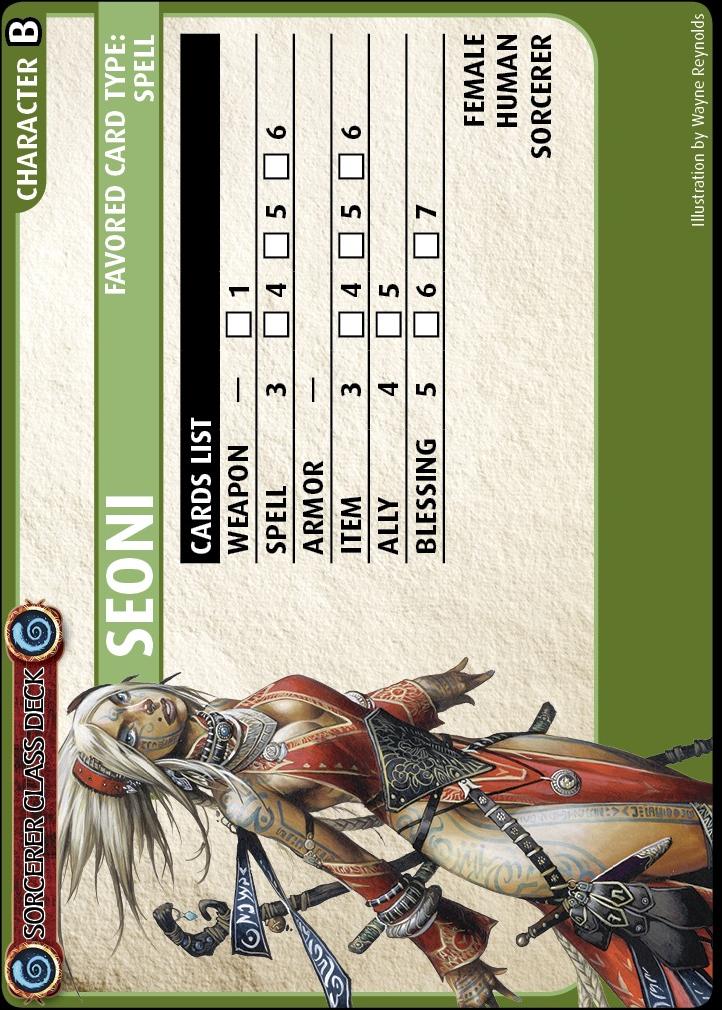 SORCERER CLASS DECK
CHARACTER B
SEONI
FAVORED CARD TYPE:
SPELL
CARDS LIST
WEAPON — □ 1
SPELL 3 □ 4 □ 5 □ 6
ARMOR —
ITEM 3 □ 4 □ 5 □ 6
ALLY 4 □ 5
BLESSING 5 □ 6 □ 7
FEMALE
HUMAN
SORCERER
Illustration by Wayne Reynolds